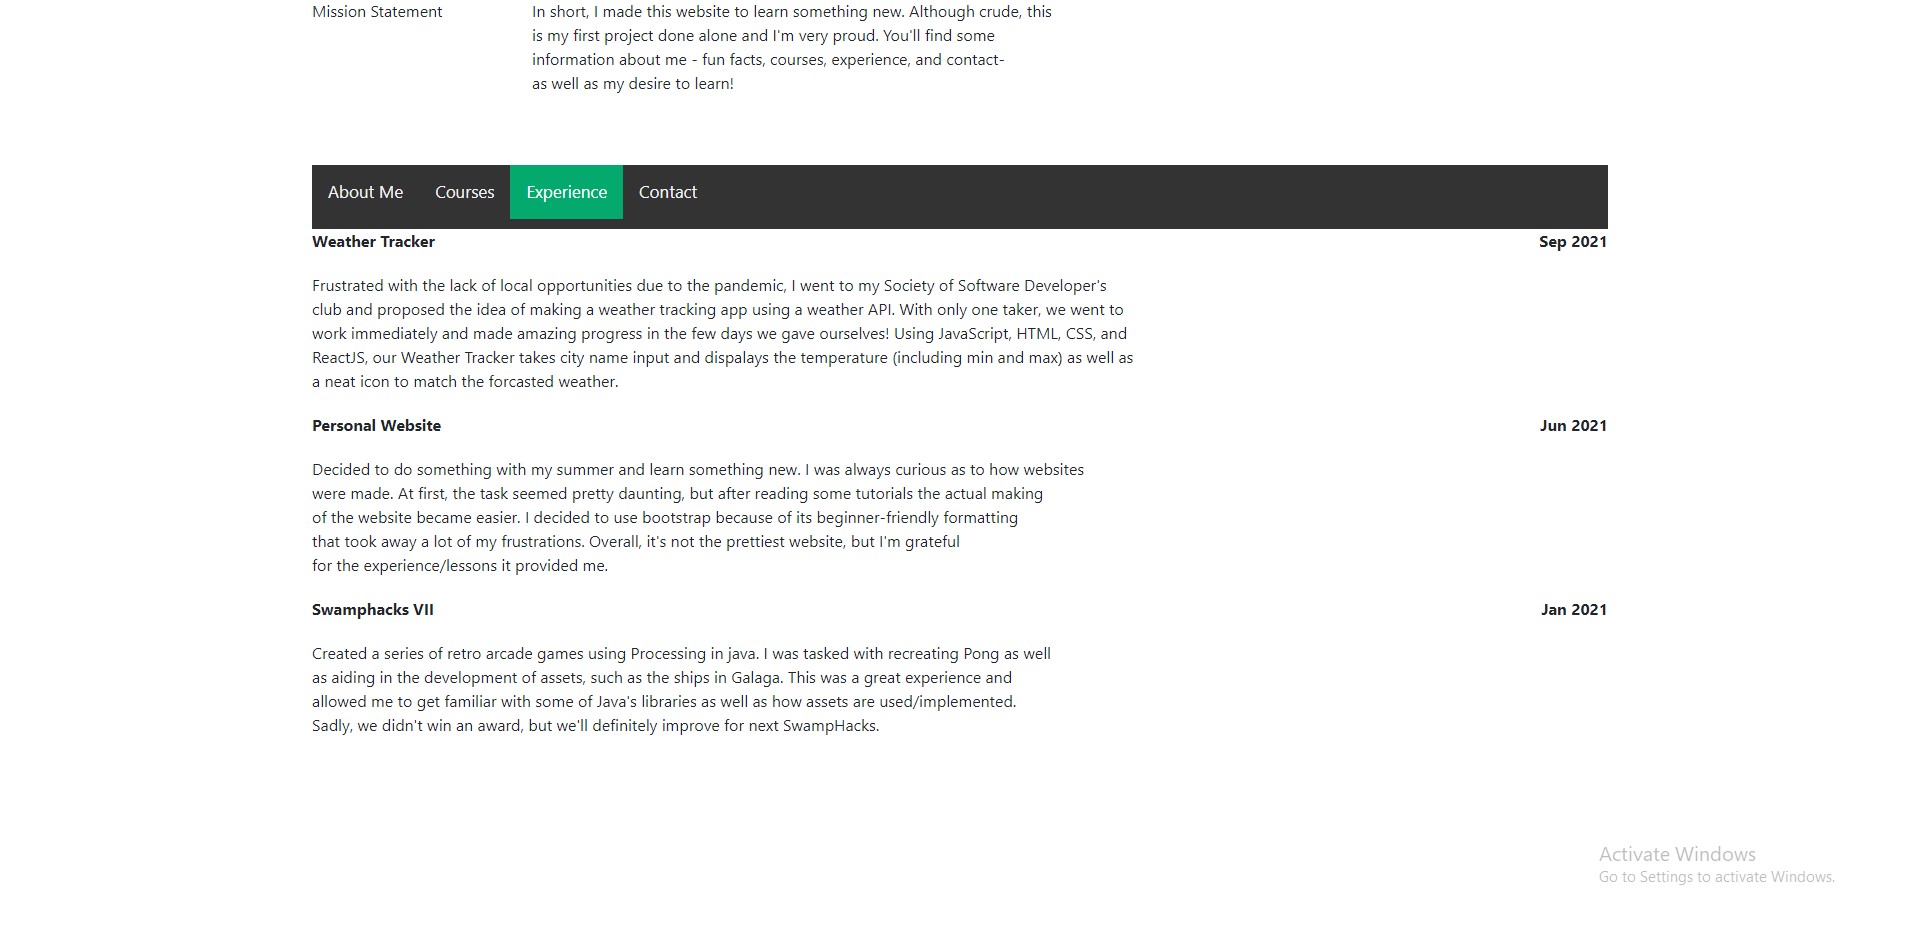 Mission Statement
In short, I made this website to learn something new. Although crude, this
is my first project done alone and I'm very proud. You'll find some
information about me - fun facts, courses, experience, and contact-
as well as my desire to learn!
About Me Courses Experience Contact
Weather Tracker Sep 2021
Frustrated with the lack of local opportunities due to the pandemic, I went to my Society of Software Developer's
club and proposed the idea of making a weather tracking app using a weather API. With only one taker, we went to
work immediately and made amazing progress in the few days we gave ourselves! Using JavaScript, HTML, CSS, and
ReactJS, our Weather Tracker takes city name input and dispalays the temperature (including min and max) as well as
a neat icon to match the forcasted weather.
Personal Website Jun 2021
Decided to do something with my summer and learn something new. I was always curious as to how websites
were made. At first, the task seemed pretty daunting, but after reading some tutorials the actual making
of the website became easier. I decided to use bootstrap because of its beginner-friendly formatting
that took away a lot of my frustrations. Overall, it's not the prettiest website, but I'm grateful
for the experience/lessons it provided me.
Swamphacks VII Jan 2021
Created a series of retro arcade games using Processing in java. I was tasked with recreating Pong as well
as aiding in the development of assets, such as the ships in Galaga. This was a great experience and
allowed me to get familiar with some of Java's libraries as well as how assets are used/implemented.
Sadly, we didn't win an award, but we'll definitely improve for next SwampHacks.
Activate Windows
Go to Settings to activate Windows.